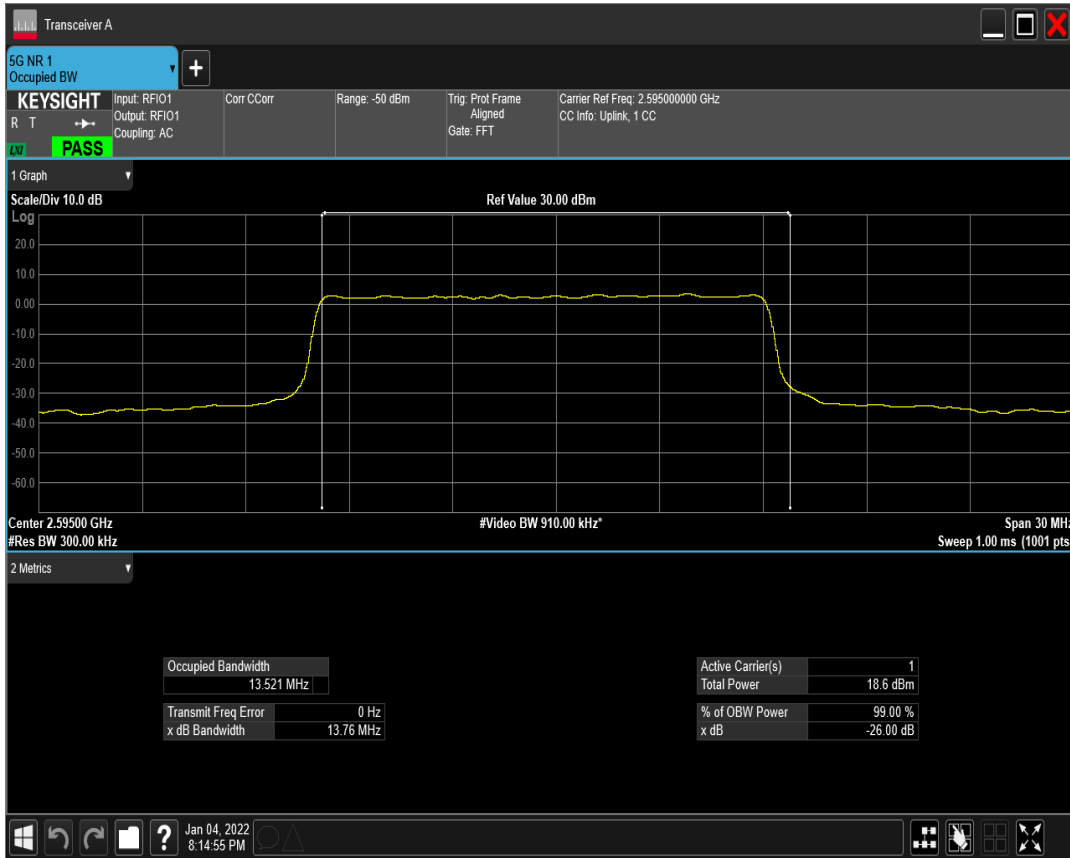 Transceiver A
5G NR 1
Occupied BW
+
KEYSIGHT
R T
LXI
PASS
Input: RFIO1
Output: RFIO1
Coupling: AC
Corr CCorr
Range: -50 dBm
Trig: Prot Frame
Aligned
Gate: FFT
Carrier Ref Freq: 2.595000000 GHz
CC Info: Uplink, 1 CC
1 Graph
Scale/Div 10.0 dB
Ref Value 30.00 dBm
Log
20.0
10.0
0.00
-10.0
-20.0
-30.0
-40.0
-50.0
-60.0
Center 2.59500 GHz
#Video BW 910.00 kHz*
Span 30 MHz
#Res BW 300.00 kHz
Sweep 1.00 ms (1001 pts
2 Metrics
Occupied Bandwidth
13.521 MHz
Transmit Freq Error 0 Hz
x dB Bandwidth 13.76 MHz
Active Carrier(s) 1
Total Power 18.6 dBm
% of OBW Power 99.00 %
x dB -26.00 dB
?
Jan 04, 2022
8:14:55 PM